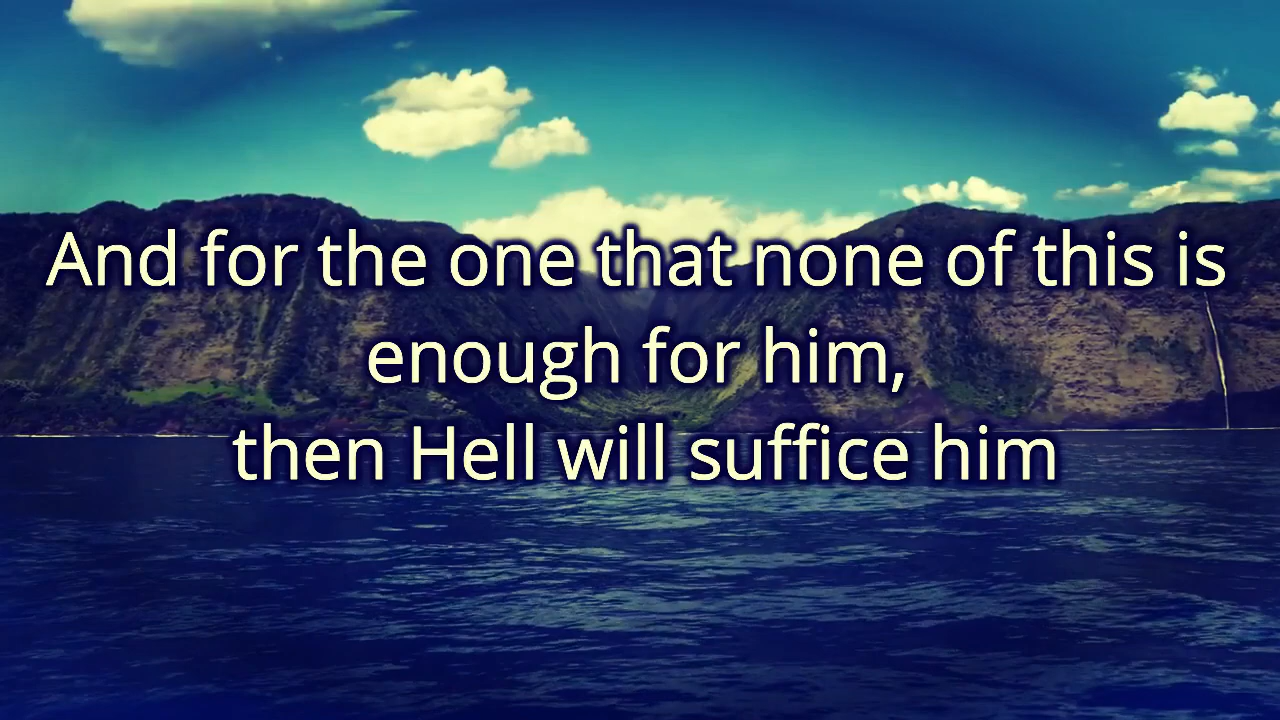 And for the one that none of this is
enough for him,
then Hell will suffice him